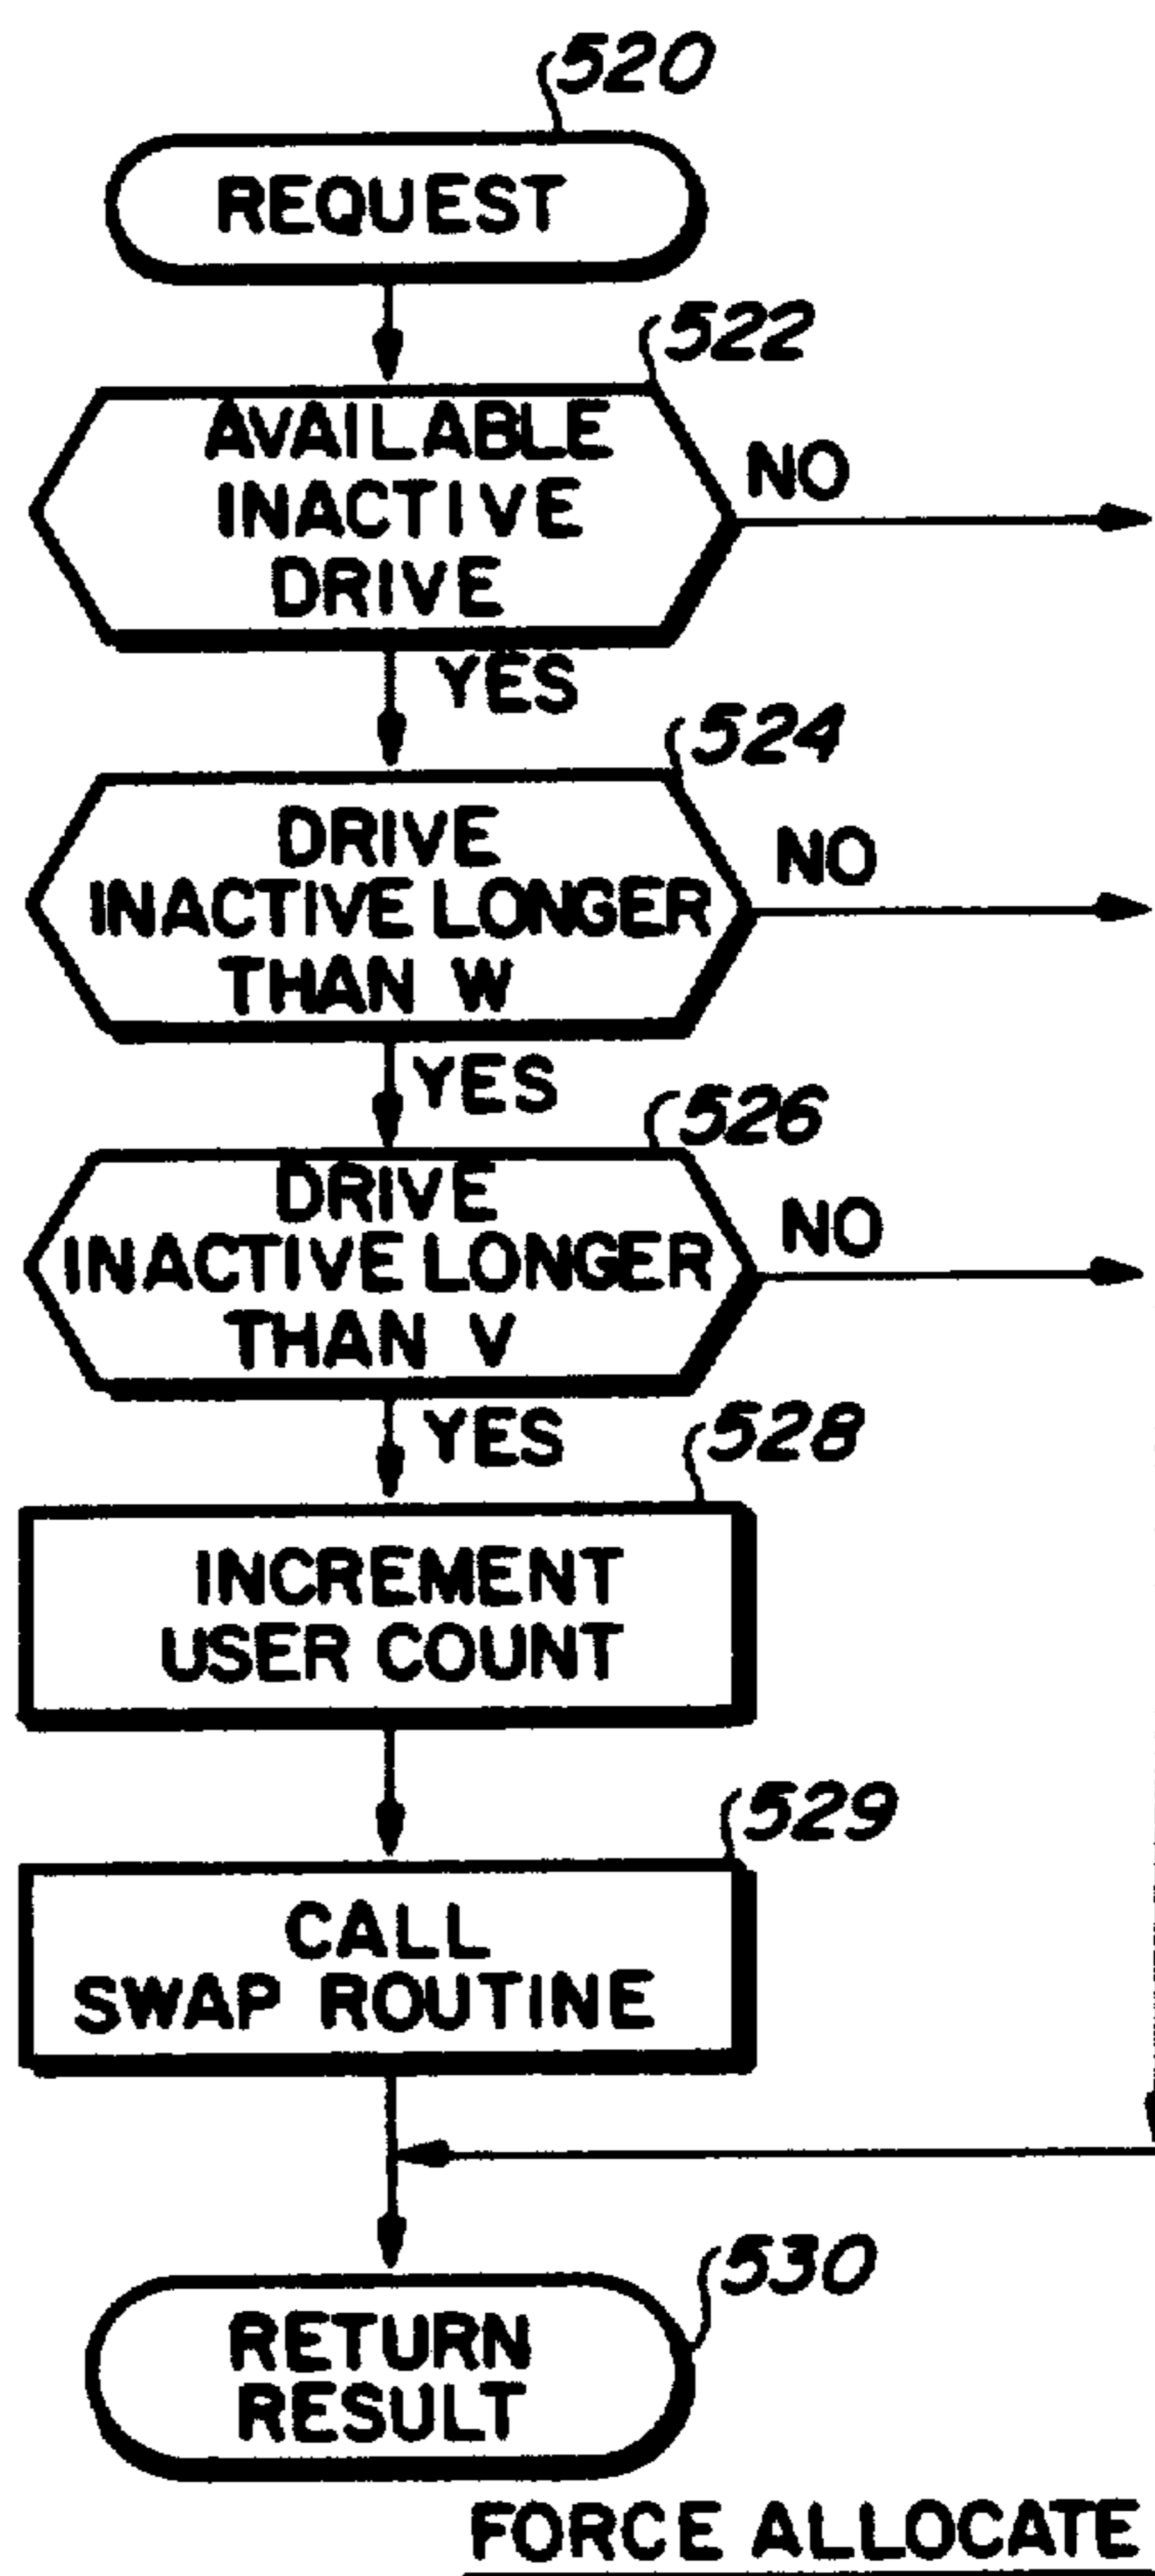 520
REQUEST
522
AVAILABLE
INACTIVE
DRIVE
NO
YES
524
DRIVE
INACTIVE LONGER
THAN W
NO
YES
526
DRIVE
INACTIVE LONGER
THAN V
NO
YES
528
INCREMENT
USER COUNT
529
CALL
SWAP ROUTINE
530
RETURN
RESULT
FORCE ALLOCATE